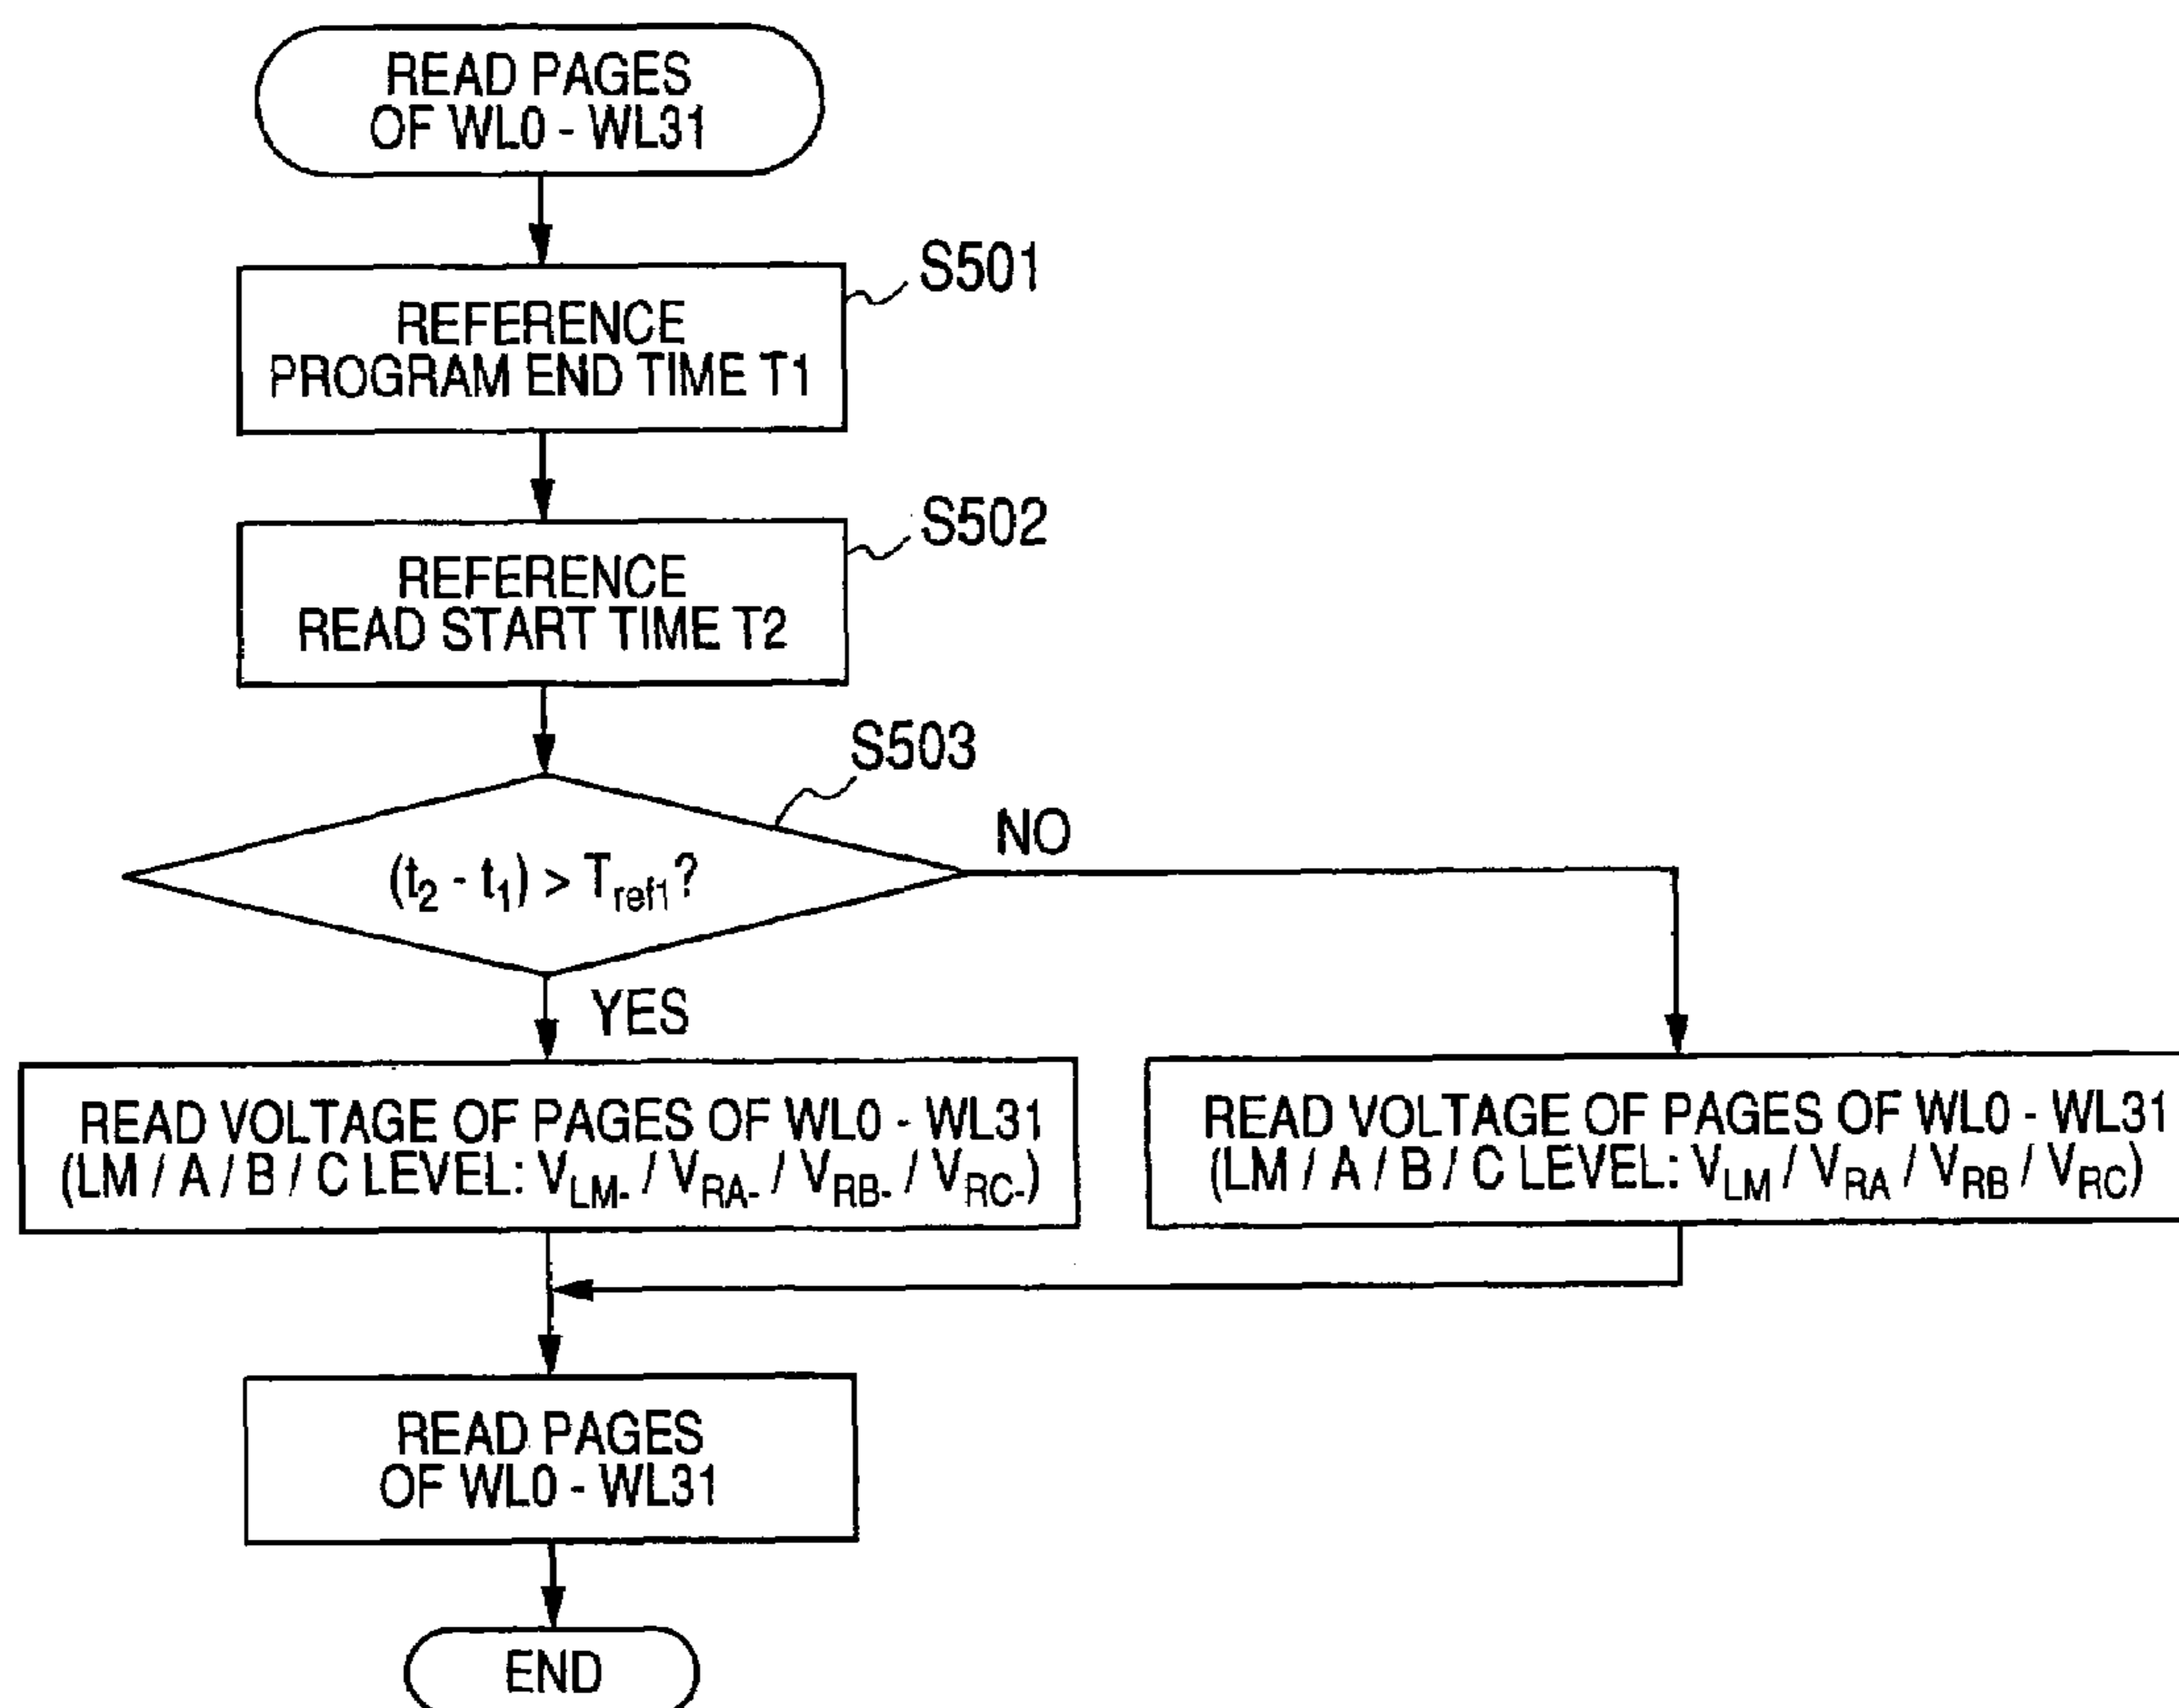 READ PAGES
OF WL0 - WL31
S501
REFERENCE
PROGRAM END TIME T1
S502
REFERENCE
READ START TIME T2
S503
(t2 - t1) > Tref1?
NO
YES
READ VOLTAGE OF PAGES OF WL0 - WL31
(LM / A / B / C LEVEL: VLM- / VRA- / VRB- / VRC-)
READ VOLTAGE OF PAGES OF WL0 - WL31
(LM / A / B / C LEVEL: VLM / VRA / VRB / VRC)
READ PAGES
OF WL0 - WL31
END